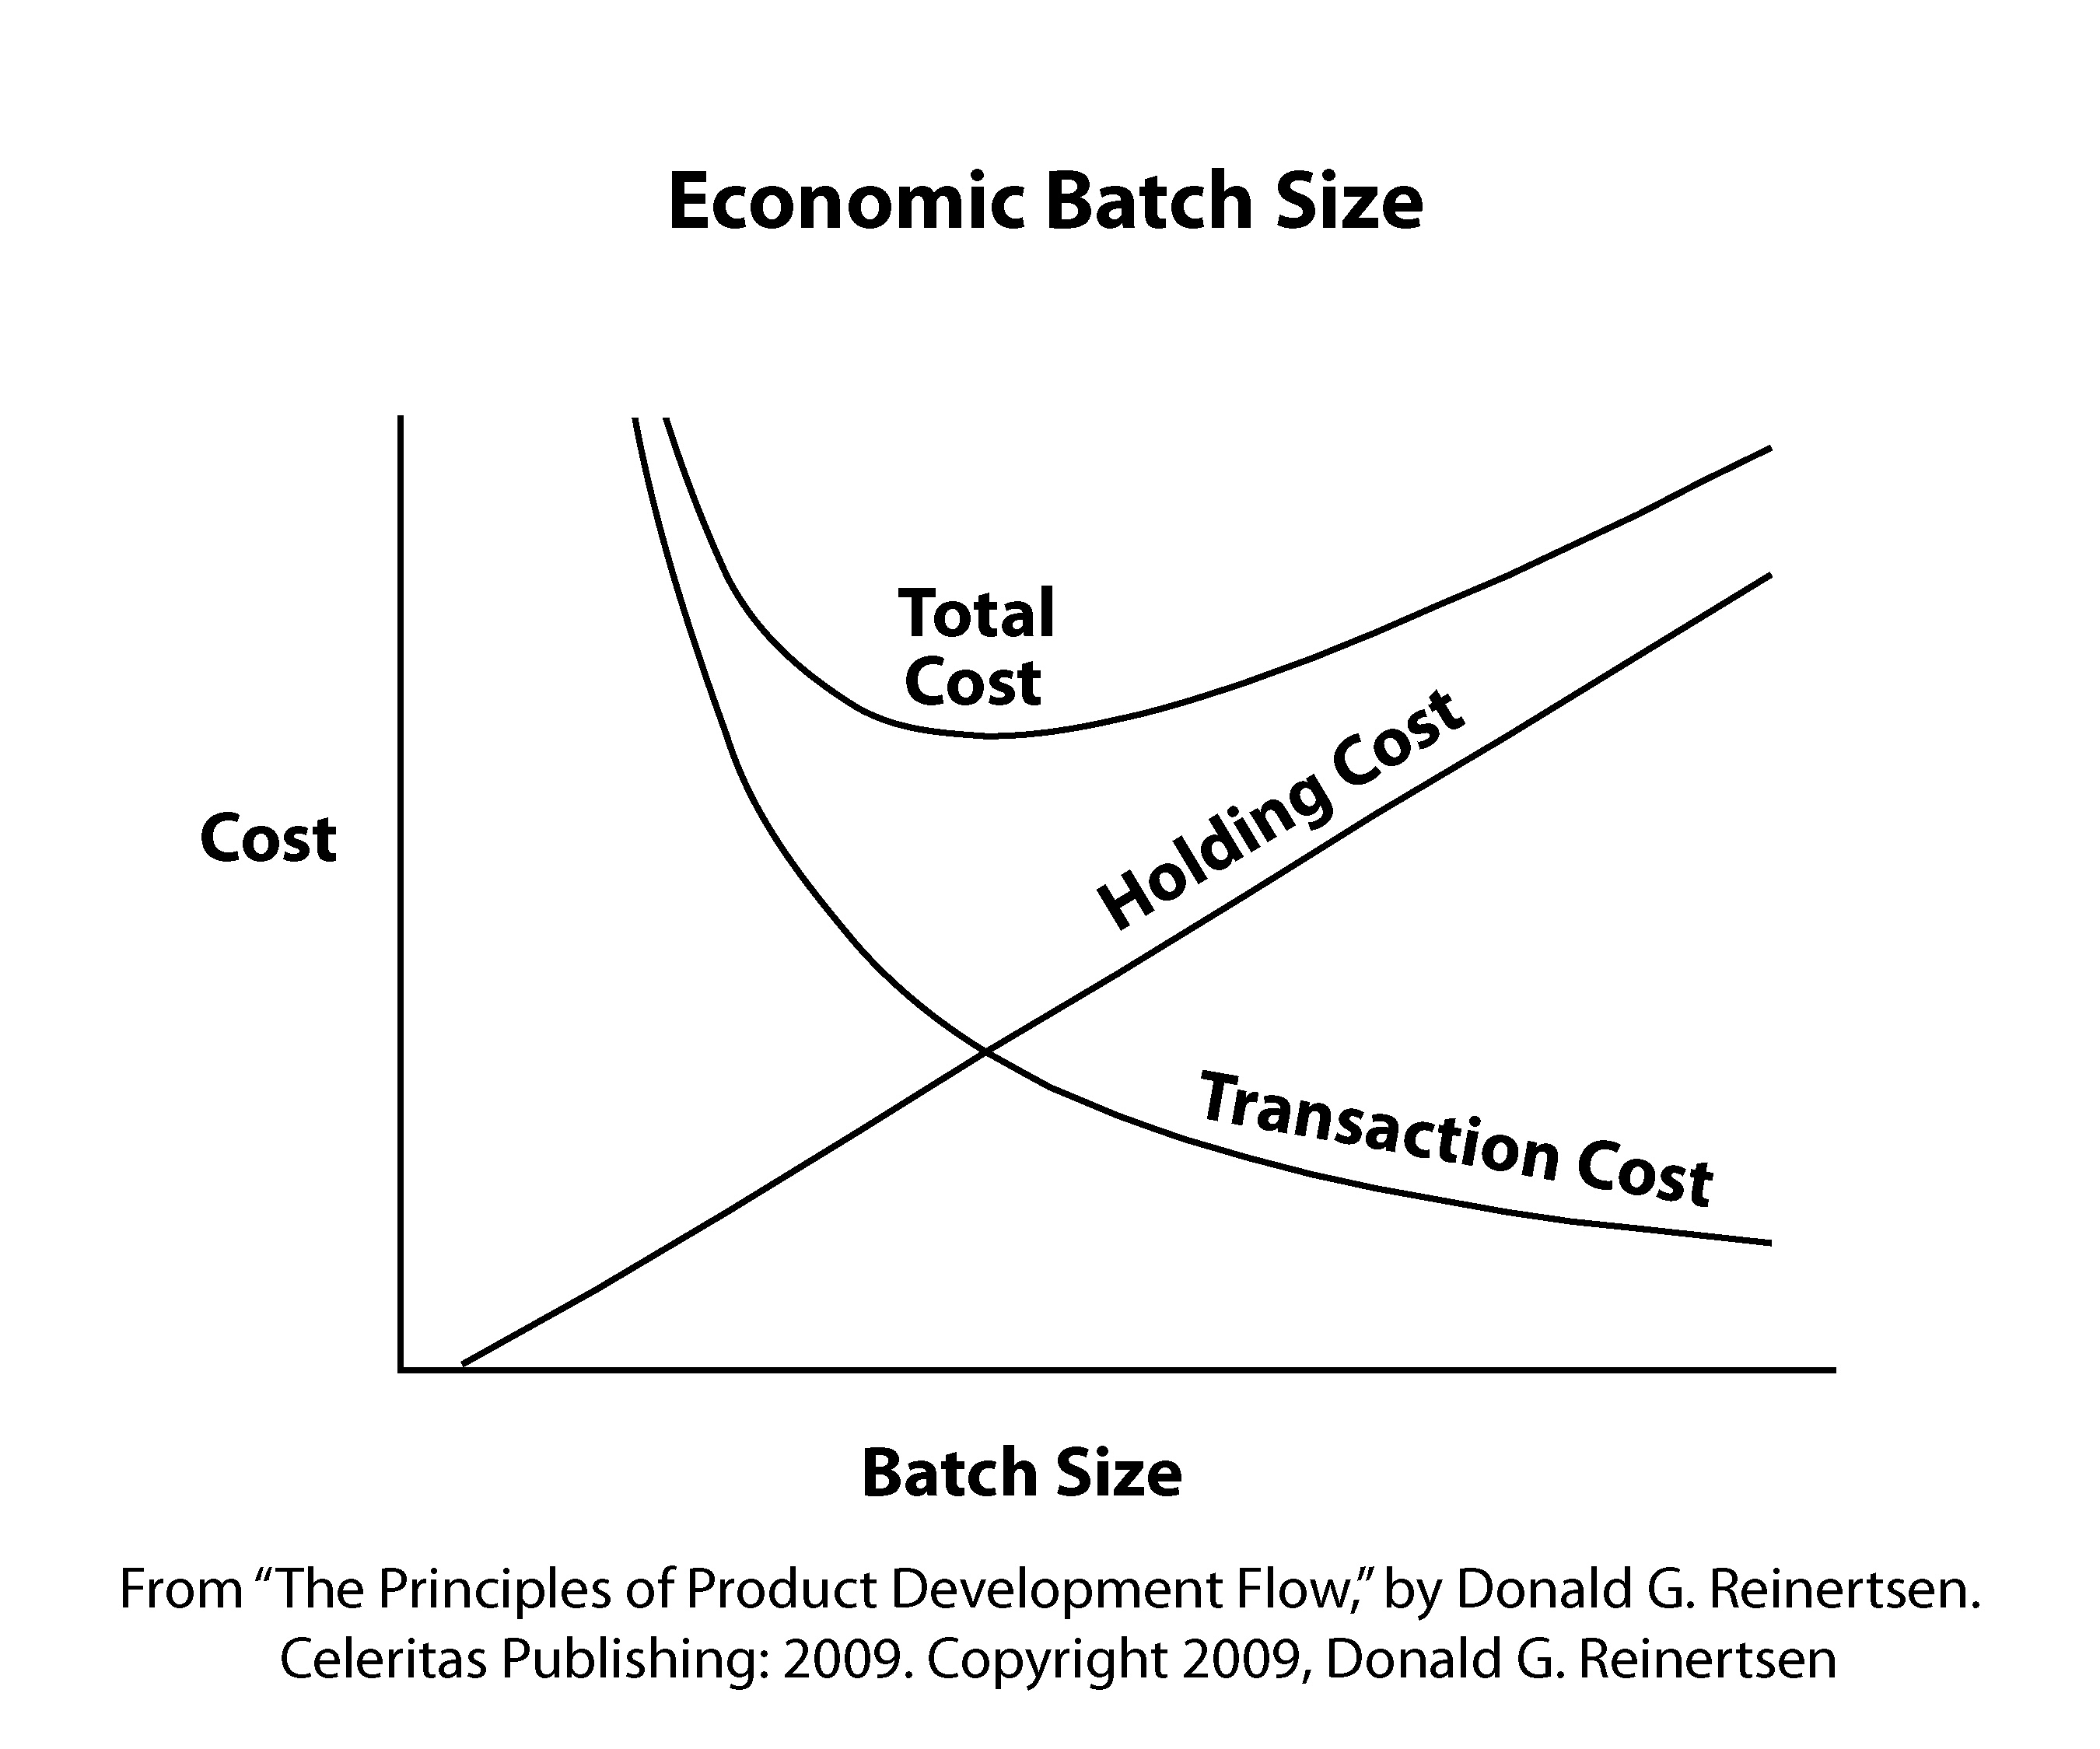 Economic Batch Size
Total
Cost
Holding Cost
Cost
Transaction Cost
Batch Size
From “The Principles of Product Development Flow,” by Donald G. Reinertsen.
Celeritas Publishing: 2009. Copyright 2009, Donald G. Reinertsen